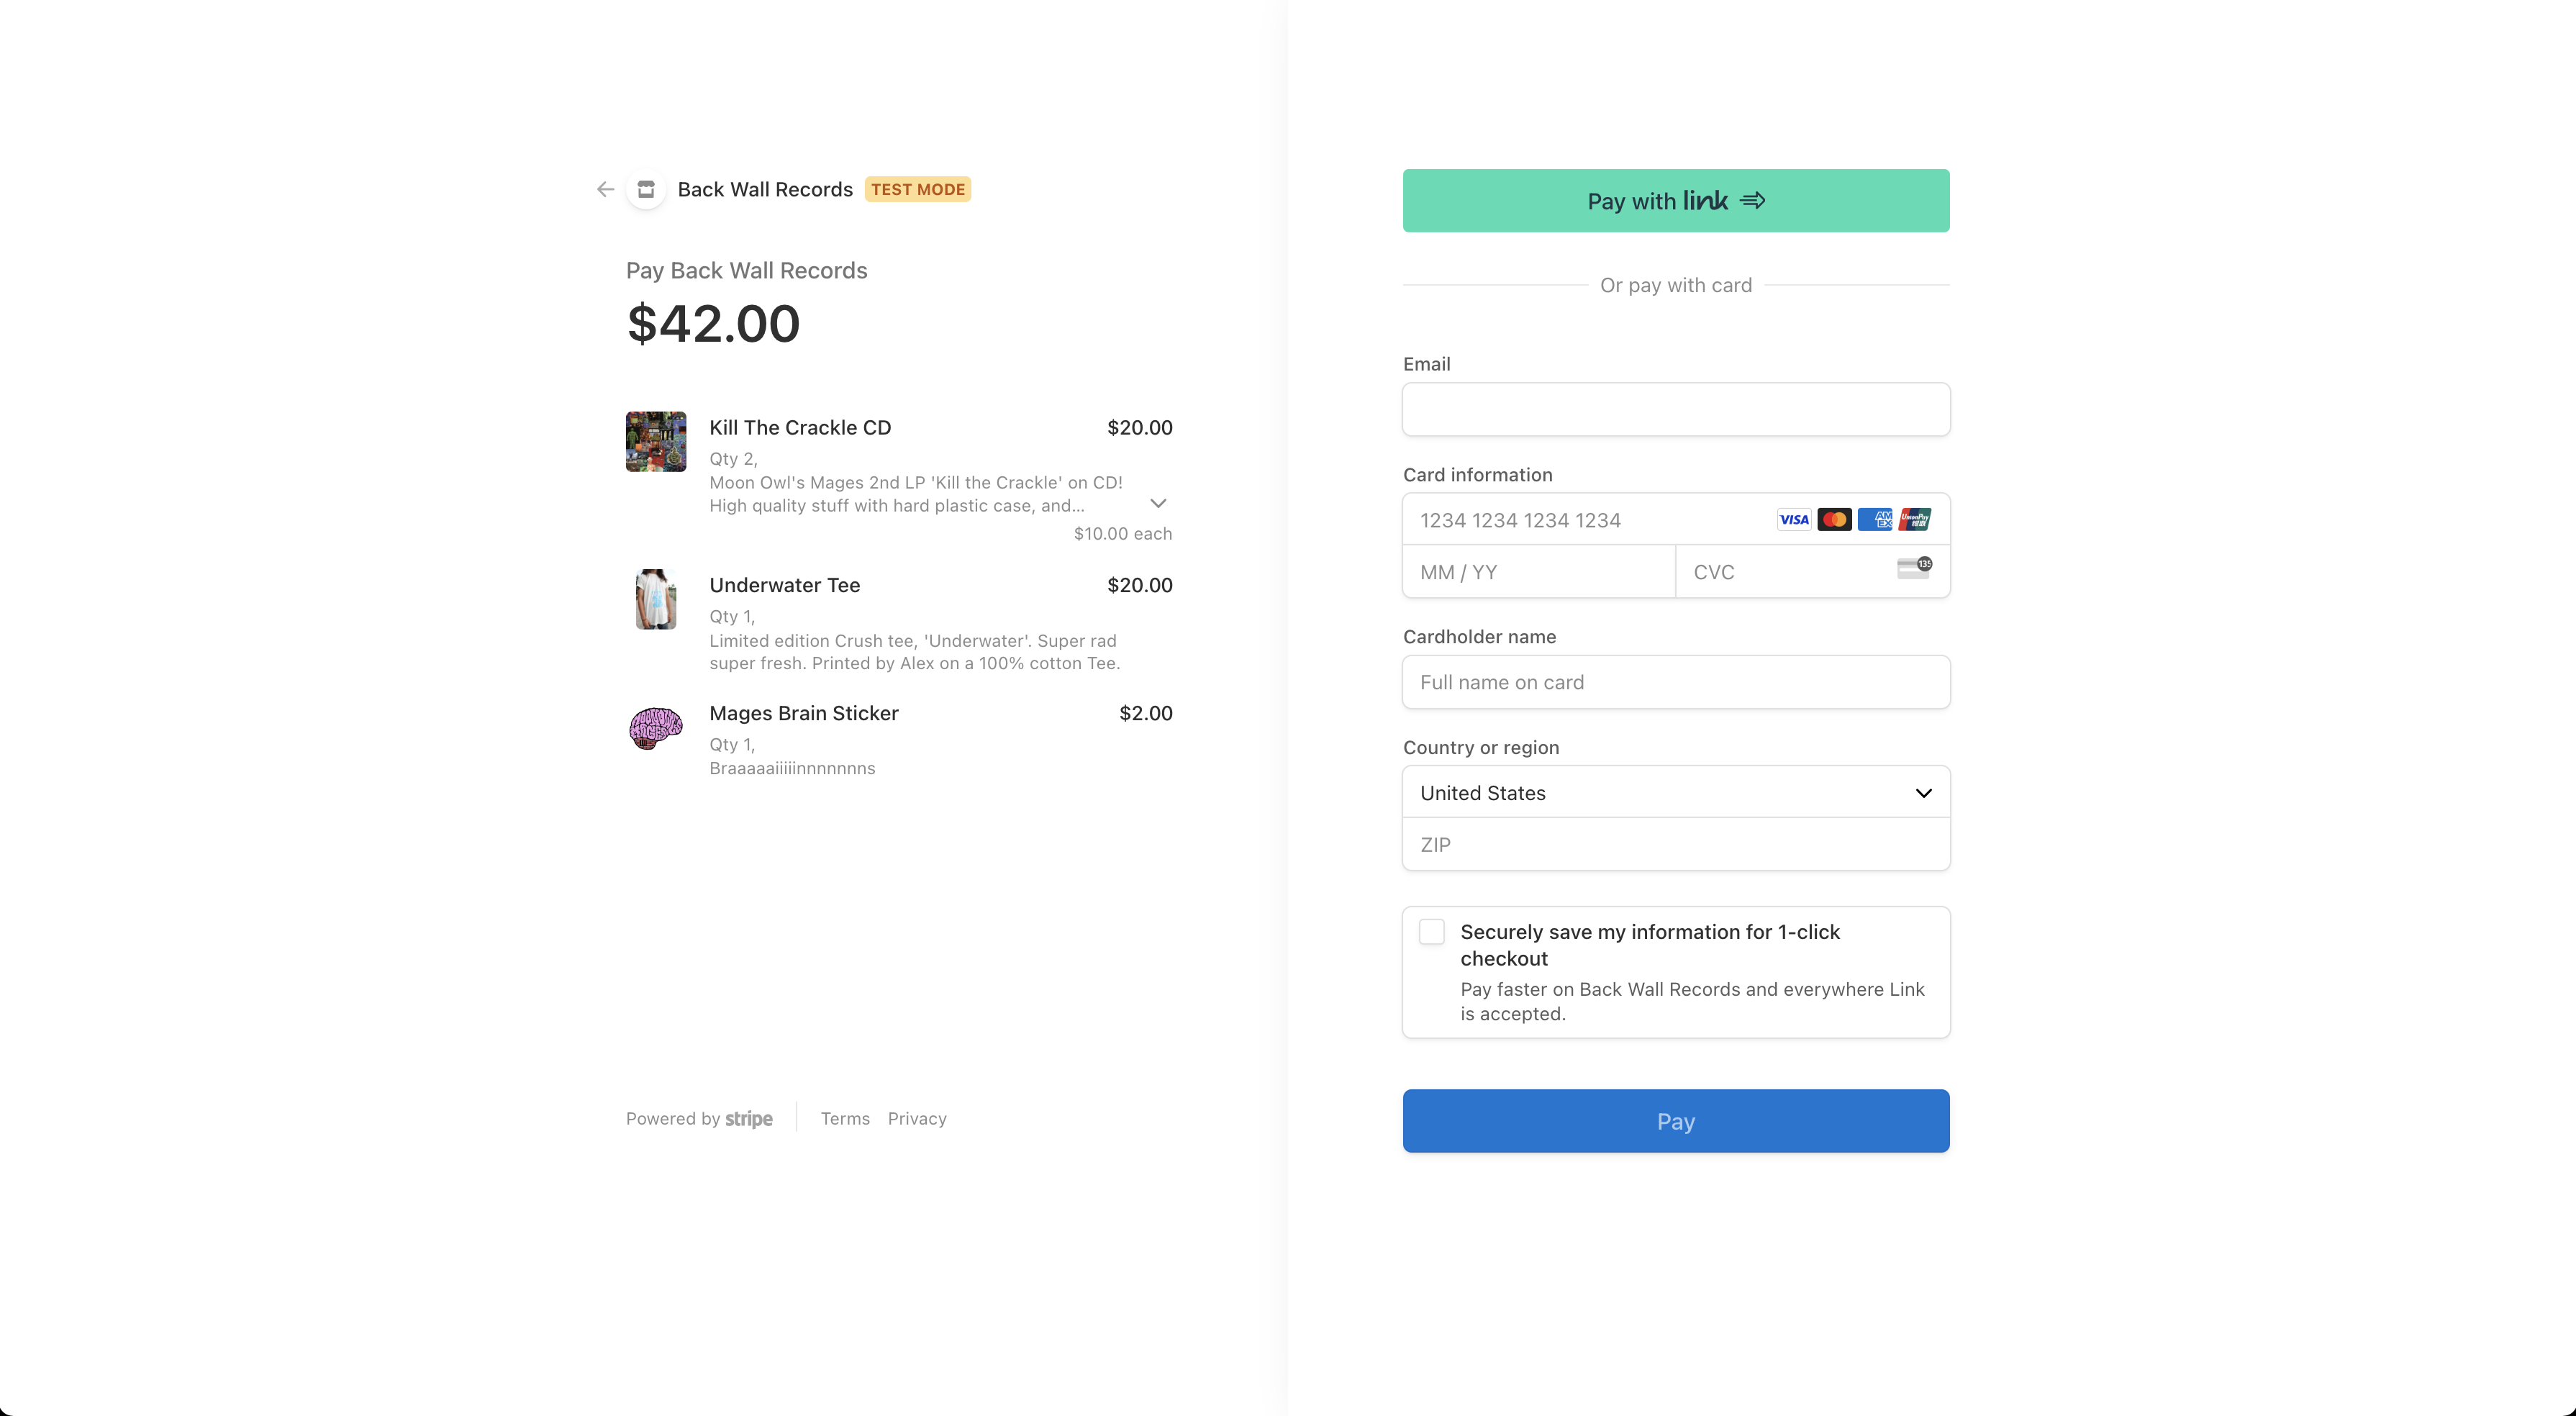 Back Wall Records TEST MODE
Pay Back Wall Records
$42.00
Kill The Crackle CD $20.00
Qty 2,
Moon Owl's Mages 2nd LP 'Kill the Crackle' on CD!
High quality stuff with hard plastic case, and...
$10.00 each
Underwater Tee $20.00
Qty 1,
Limited edition Crush tee, 'Underwater'. Super rad
super fresh. Printed by Alex on a 100% cotton Tee.
Mages Brain Sticker $2.00
Qty 1,
Braaaaaiiiiinnnnnnns
Powered by stripe Terms Privacy
Pay with link
Or pay with card
Email
Card information
1234 1234 1234 1234 VISA AM EX UnionPay
MM / YY CVC 135
Cardholder name
Full name on card
Country or region
United States
ZIP
Securely save my information for 1-click
checkout
Pay faster on Back Wall Records and everywhere Link
is accepted.
Pay